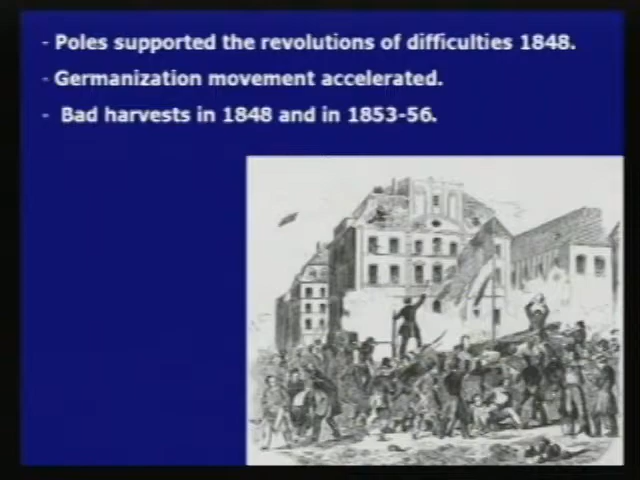 - Poles supported the revolutions of difficulties 1848.
- Germanization movement accelerated.
- Bad harvests in 1848 and in 1853-56.